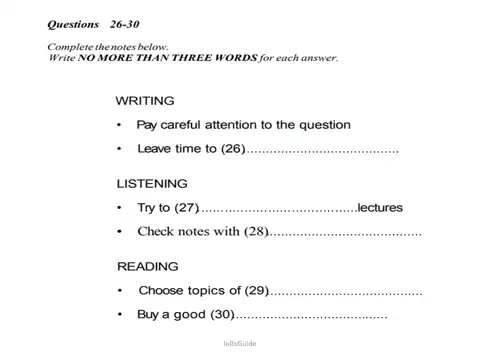 Questions 26-30
Complete the notes below.
Write NO MORE THAN THREE WORDS for each answer.
WRITING
• Pay careful attention to the question
• Leave time to (26)..........................................
LISTENING
• Try to (27)..........................................lectures
• Check notes with (28)..........................................
READING
• Choose topics of (29)..........................................
• Buy a good (30)..........................................
IeltsGuide